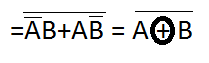 =A̅B+AB̅ = A⊕B